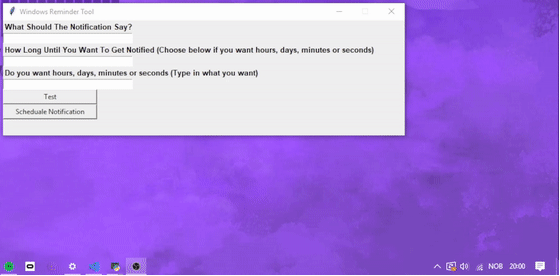 Windows Reminder Tool
What Should The Notification Say?
How Long Until You Want To Get Notified (Choose below if you want hours, days, minutes or seconds)
Do you want hours, days, minutes or seconds (Type in what you want)
Test
Scheduale Notification
NOB 20:00